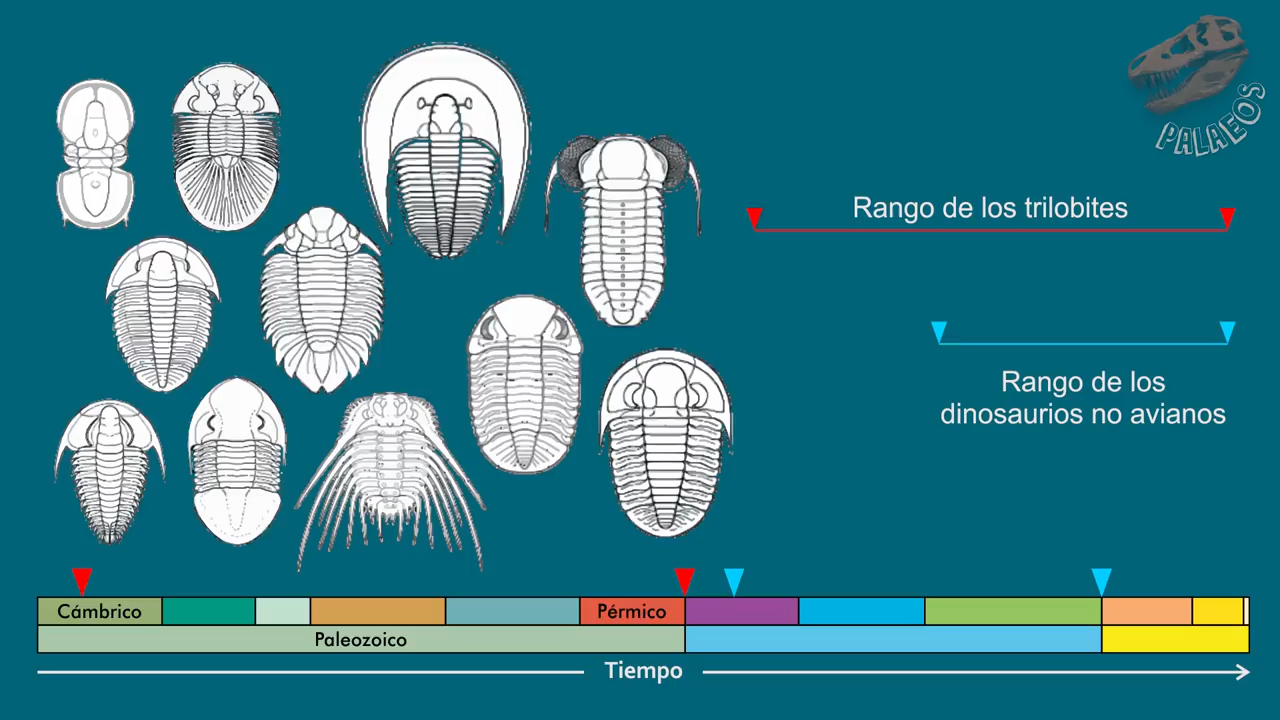 PALAEOS
Rango de los trilobites
Rango de los
dinosaurios no avianos
Cámbrico
Pérmico
Paleozoico
Tiempo